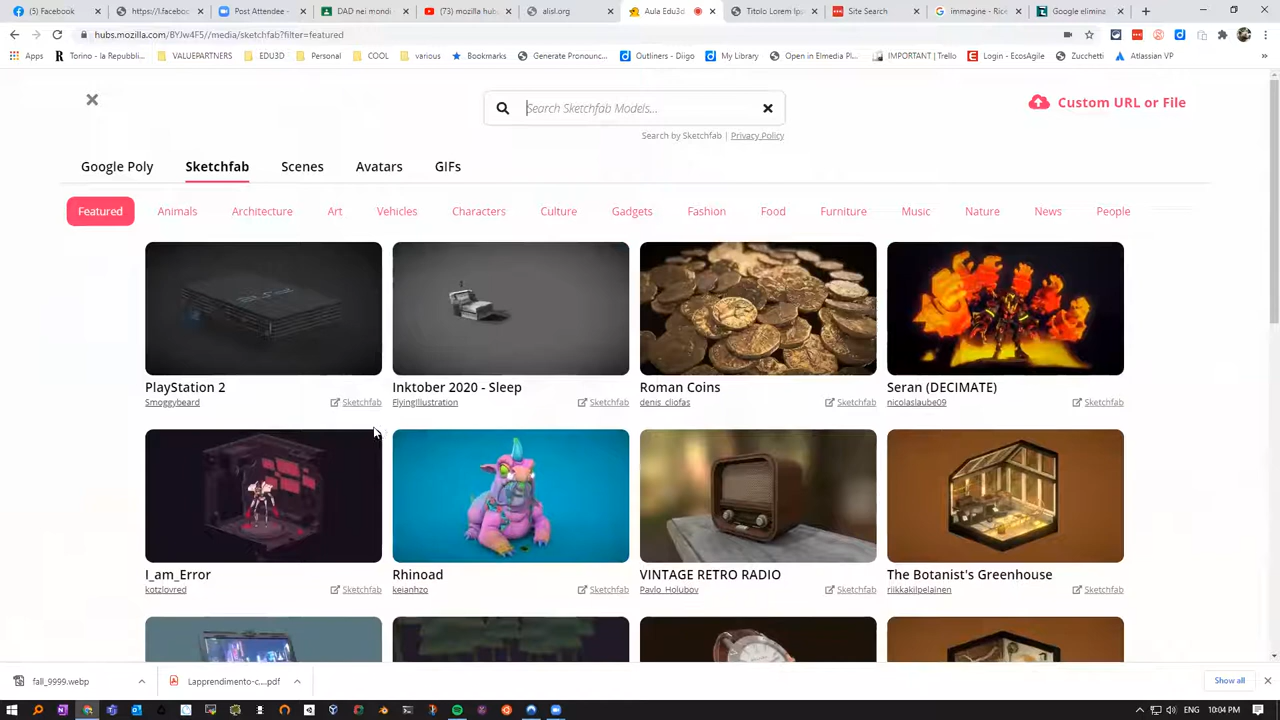 (5) Facebook
https://l.facebook
Post Attendee -
DAD nei mondi
(73) mozilla hub
alisl.org
Aula Edu3d
Titolo Lorem Ip
Site Search
immagine - Ric
Google elimina
hubs.mozilla.com/BYJw4F5//media/sketchfab?filter=featured
Apps
Torino - la Repubbli...
VALUEPARTNERS
EDU3D
Personal
COOL
various
Bookmarks
Generate Pronounc...
Outliners - Diigo
My Library
Open in Elmedia Pl...
IMPORTANT | Trello
Login - EcosAgile
Zucchetti
Atlassian VP
Search Sketchfab Models...
Custom URL or File
Search by Sketchfab | Privacy Policy
Google Poly
Sketchfab
Scenes
Avatars
GIFs
Featured
Animals
Architecture
Art
Vehicles
Characters
Culture
Gadgets
Fashion
Food
Furniture
Music
Nature
News
People
PlayStation 2
Inktober 2020 - Sleep
Roman Coins
Seran (DECIMATE)
Smoggybeard
Sketchfab
FlyingIllustration
Sketchfab
denis_cliofas
Sketchfab
nicolaslaube09
Sketchfab
I_am_Error
Rhinoad
VINTAGE RETRO RADIO
The Botanist's Greenhouse
kotzlovred
Sketchfab
keianhzo
Sketchfab
Pavlo_Holubov
Sketchfab
riikkakilpelainen
Sketchfab
fall_9999.webp
Lapprendimento-c....pdf
Show all
ENG
10:04 PM